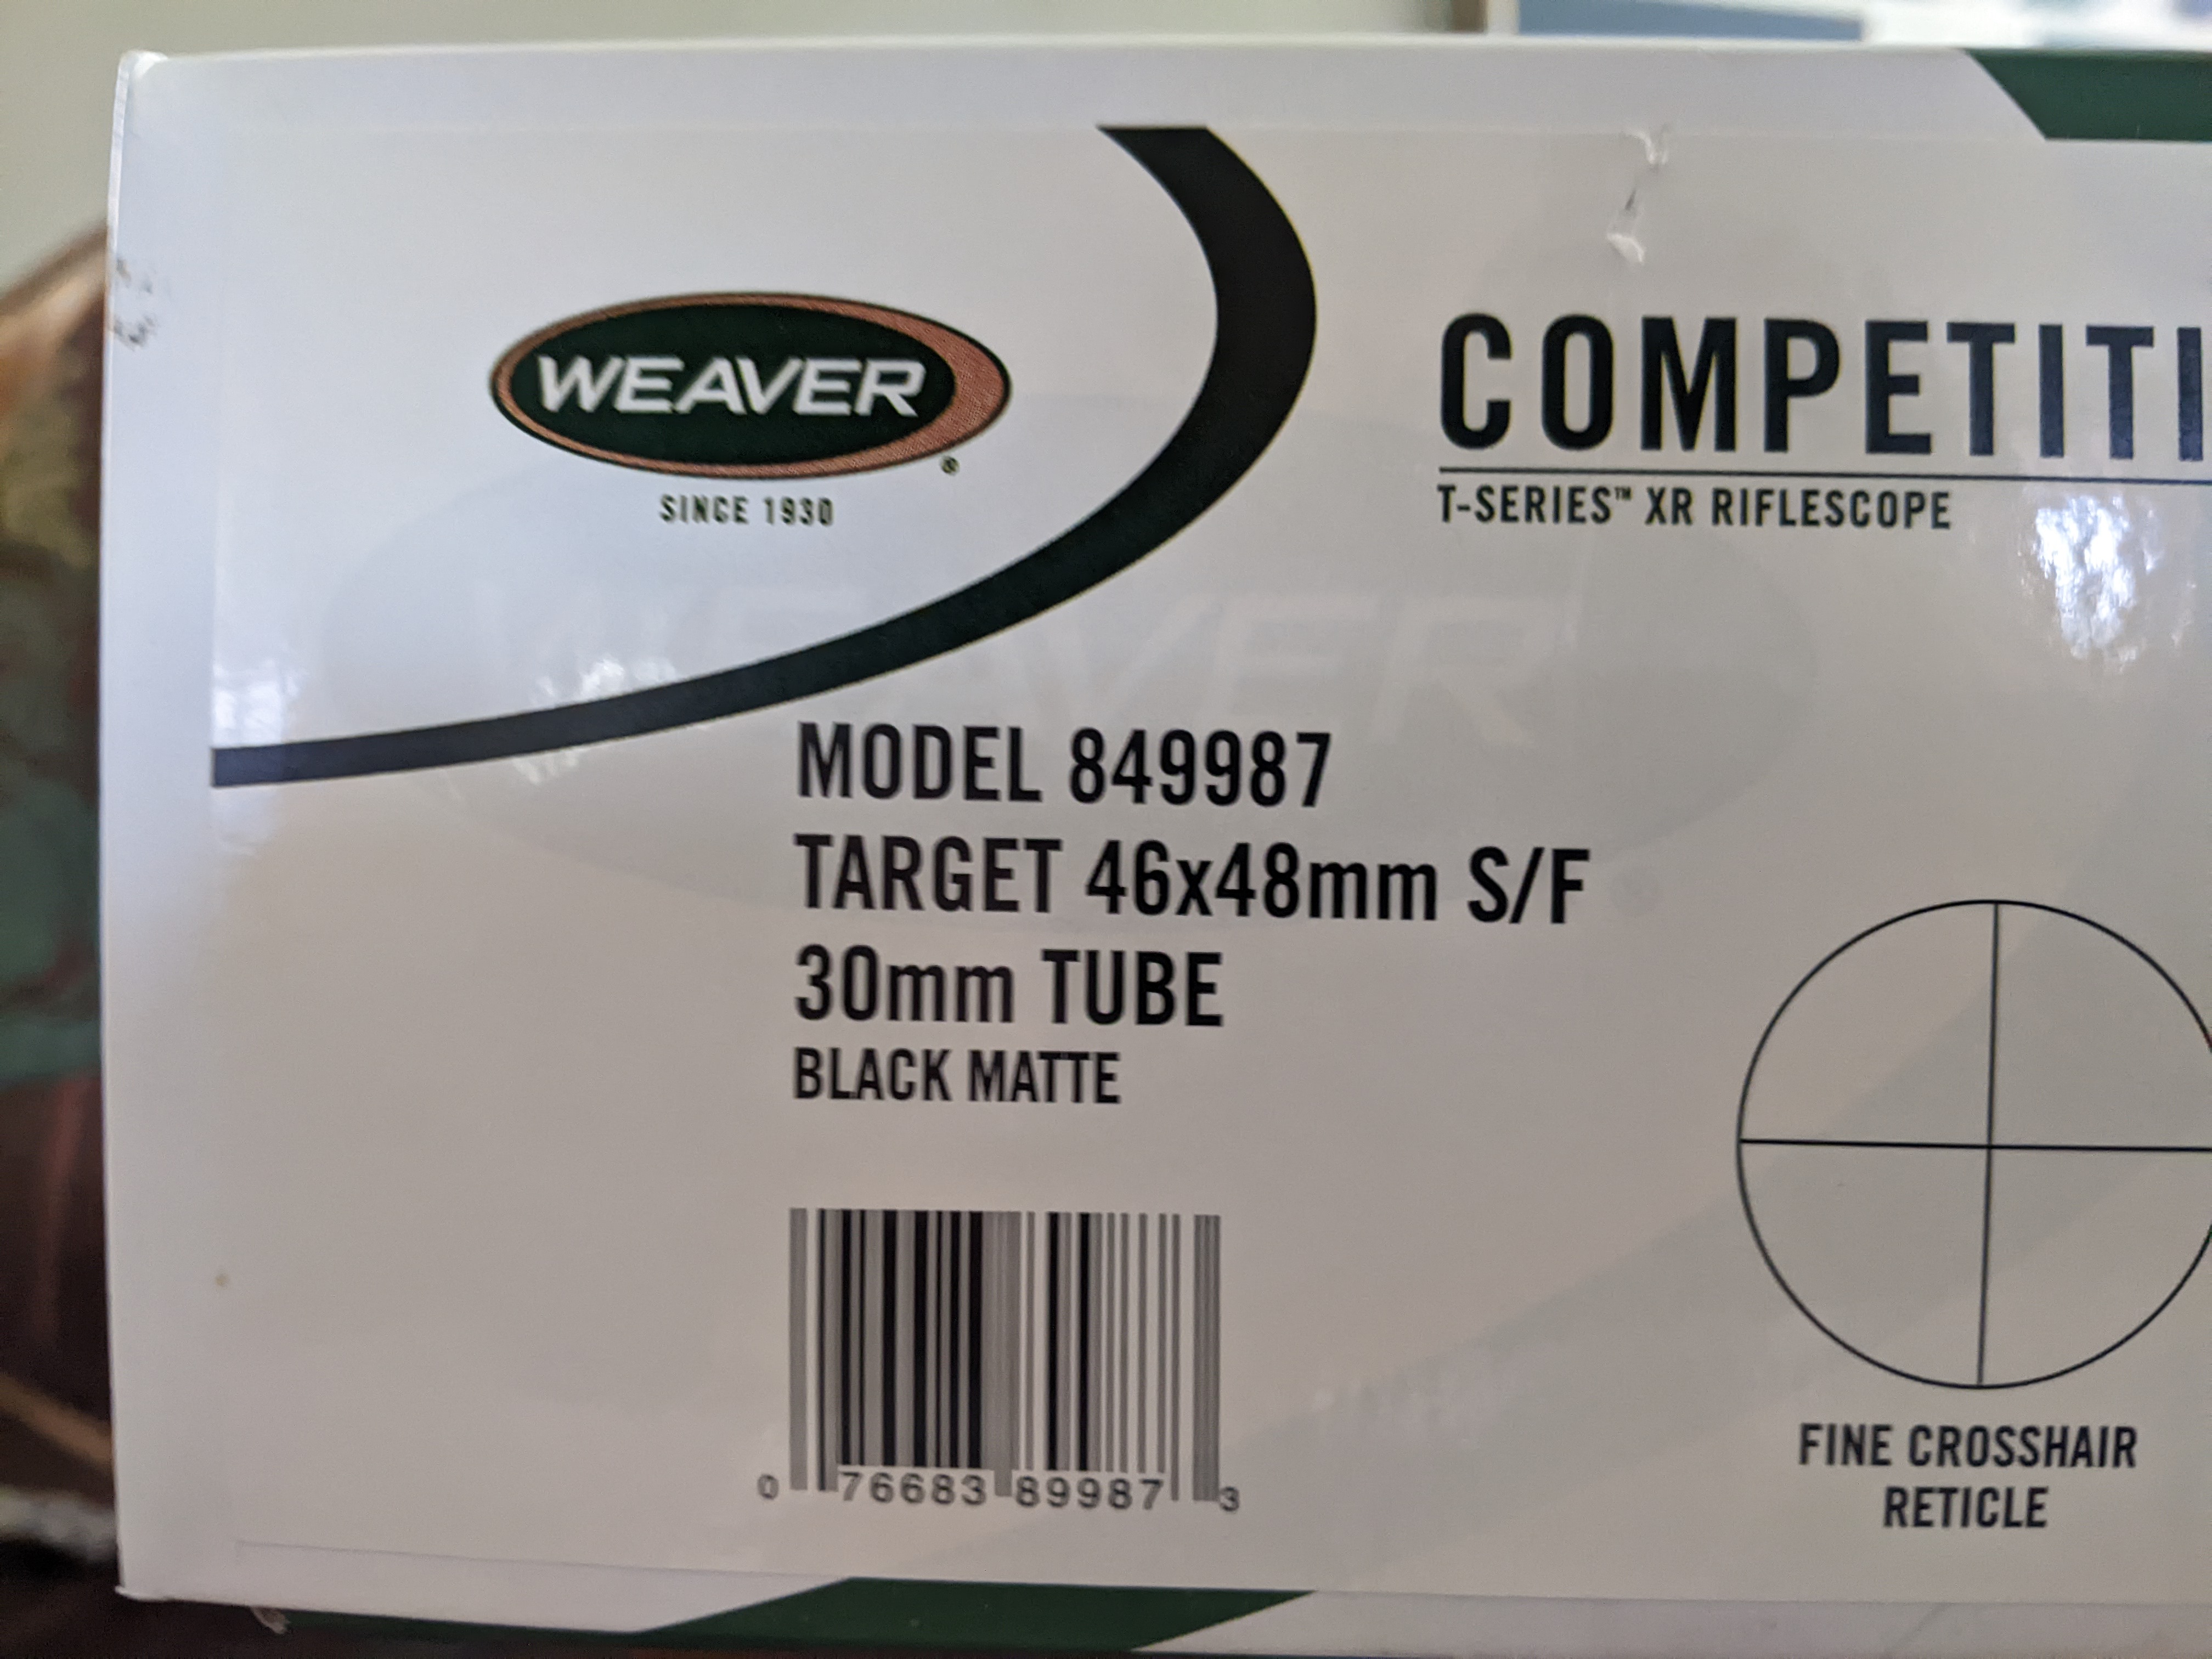 WEAVER
®
SINCE 1930
COMPETITI
T-SERIES™ XR RIFLESCOPE
MODEL 849987
TARGET 46x48mm S/F
30mm TUBE
BLACK MATTE
0 76683 89987 3
FINE CROSSHAIR
RETICLE